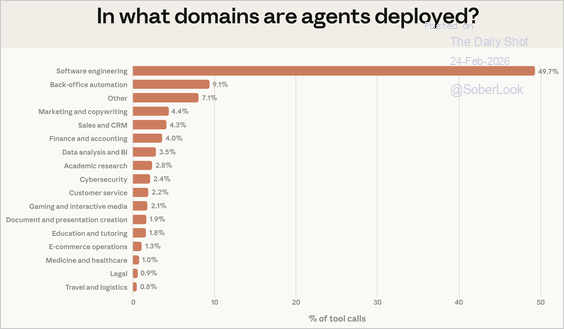 In what domains are agents deployed?
Posted on
The Daily Shot
24-Feb-2026
@SoberLook
Software engineering 49.7%
Back-office automation 9.1%
Other 7.1%
Marketing and copywriting 4.4%
Sales and CRM 4.3%
Finance and accounting 4.0%
Data analysis and BI 3.5%
Academic research 2.8%
Cybersecurity 2.4%
Customer service 2.2%
Gaming and interactive media 2.1%
Document and presentation creation 1.9%
Education and tutoring 1.8%
E-commerce operations 1.3%
Medicine and healthcare 1.0%
Legal 0.9%
Travel and logistics 0.8%
0 10 20 30 40 50
% of tool calls